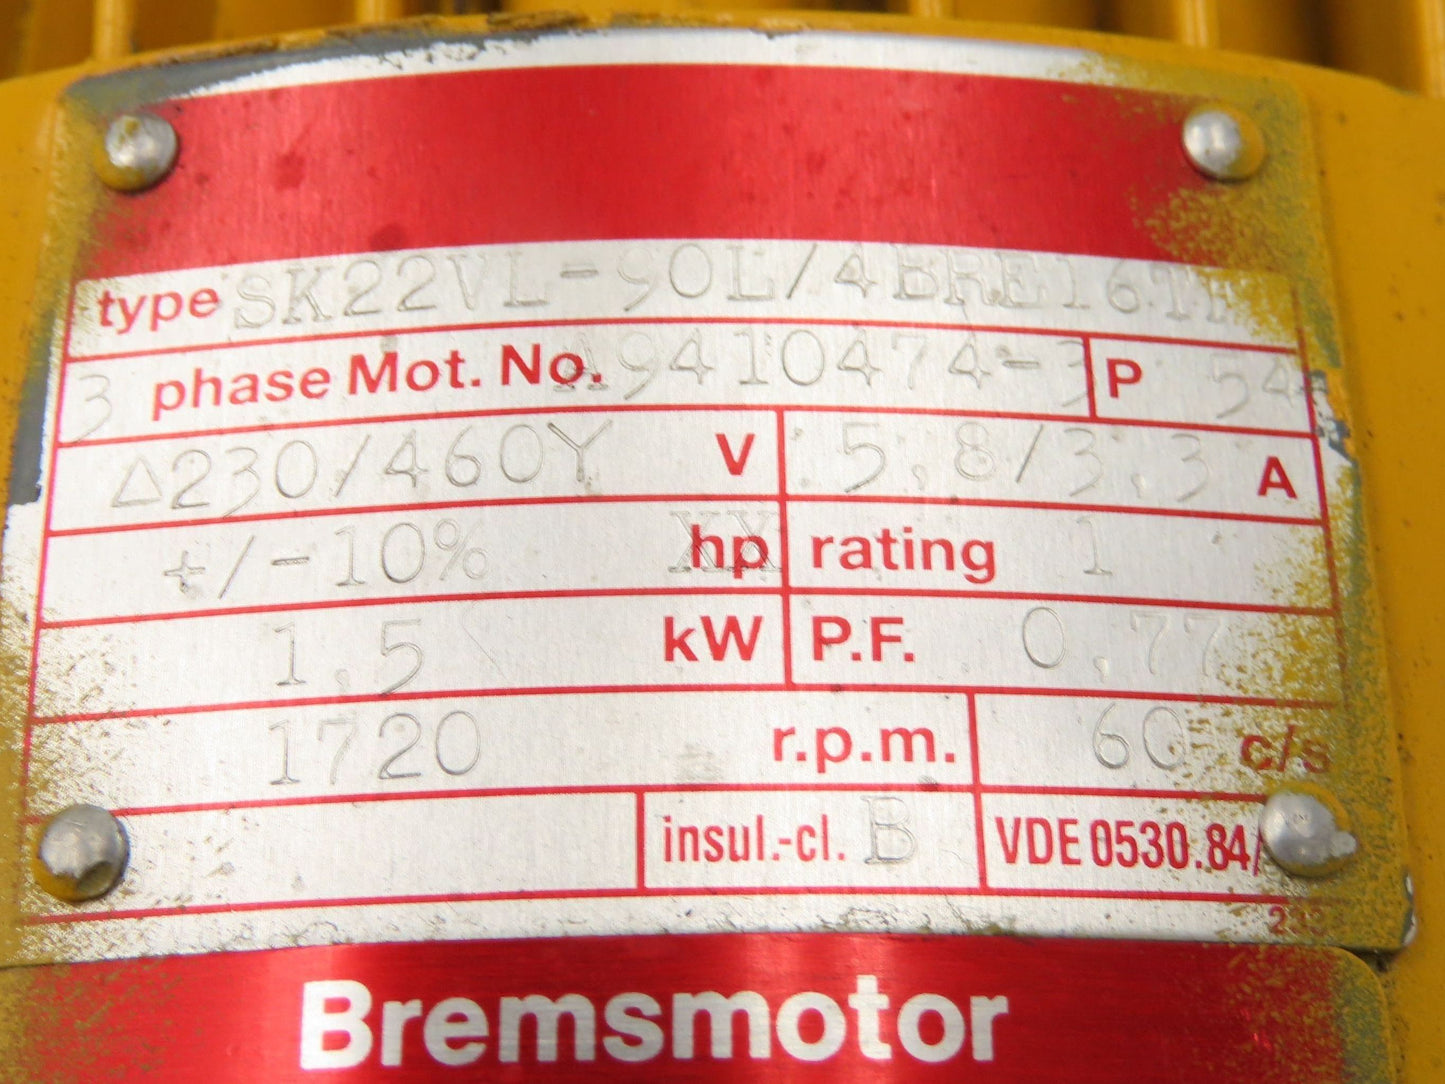 type SK22VL-90L/4BRE16TF
3 phase Mot. No. A9410474-3 P 54
Δ230/460Y V 5,8/3,3 A
+/-10% XX hp rating 1
1,5 kW P.F. 0,77
1720 r.p.m. 60 c/s
insul.-cl. B VDE 0530.84/
Bremsmotor